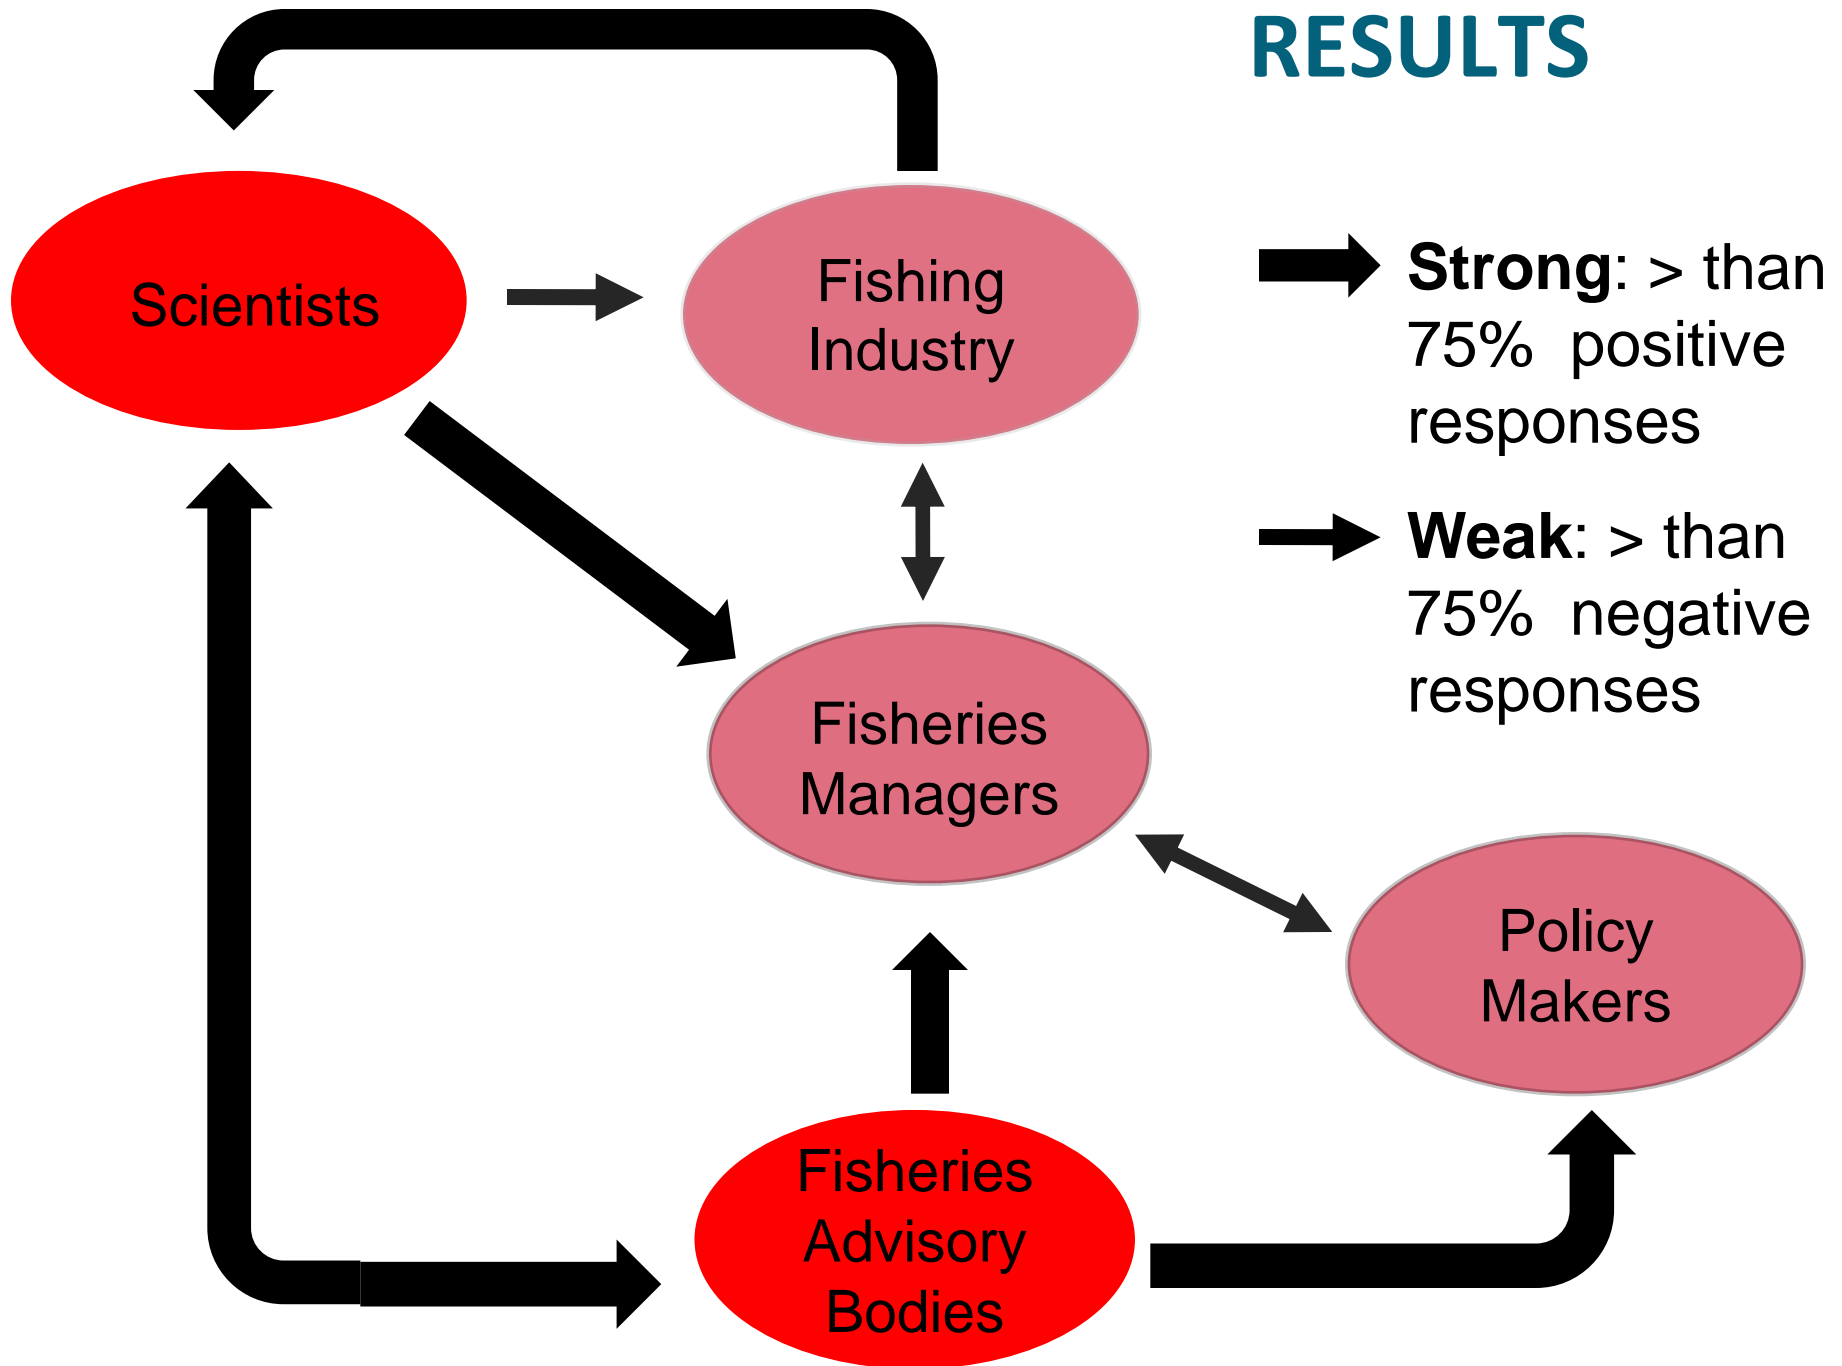 RESULTS
Scientists
Fishing
Industry
Strong: > than
75% positive
responses
Weak: > than
75% negative
responses
Fisheries
Managers
Policy
Makers
Fisheries
Advisory
Bodies